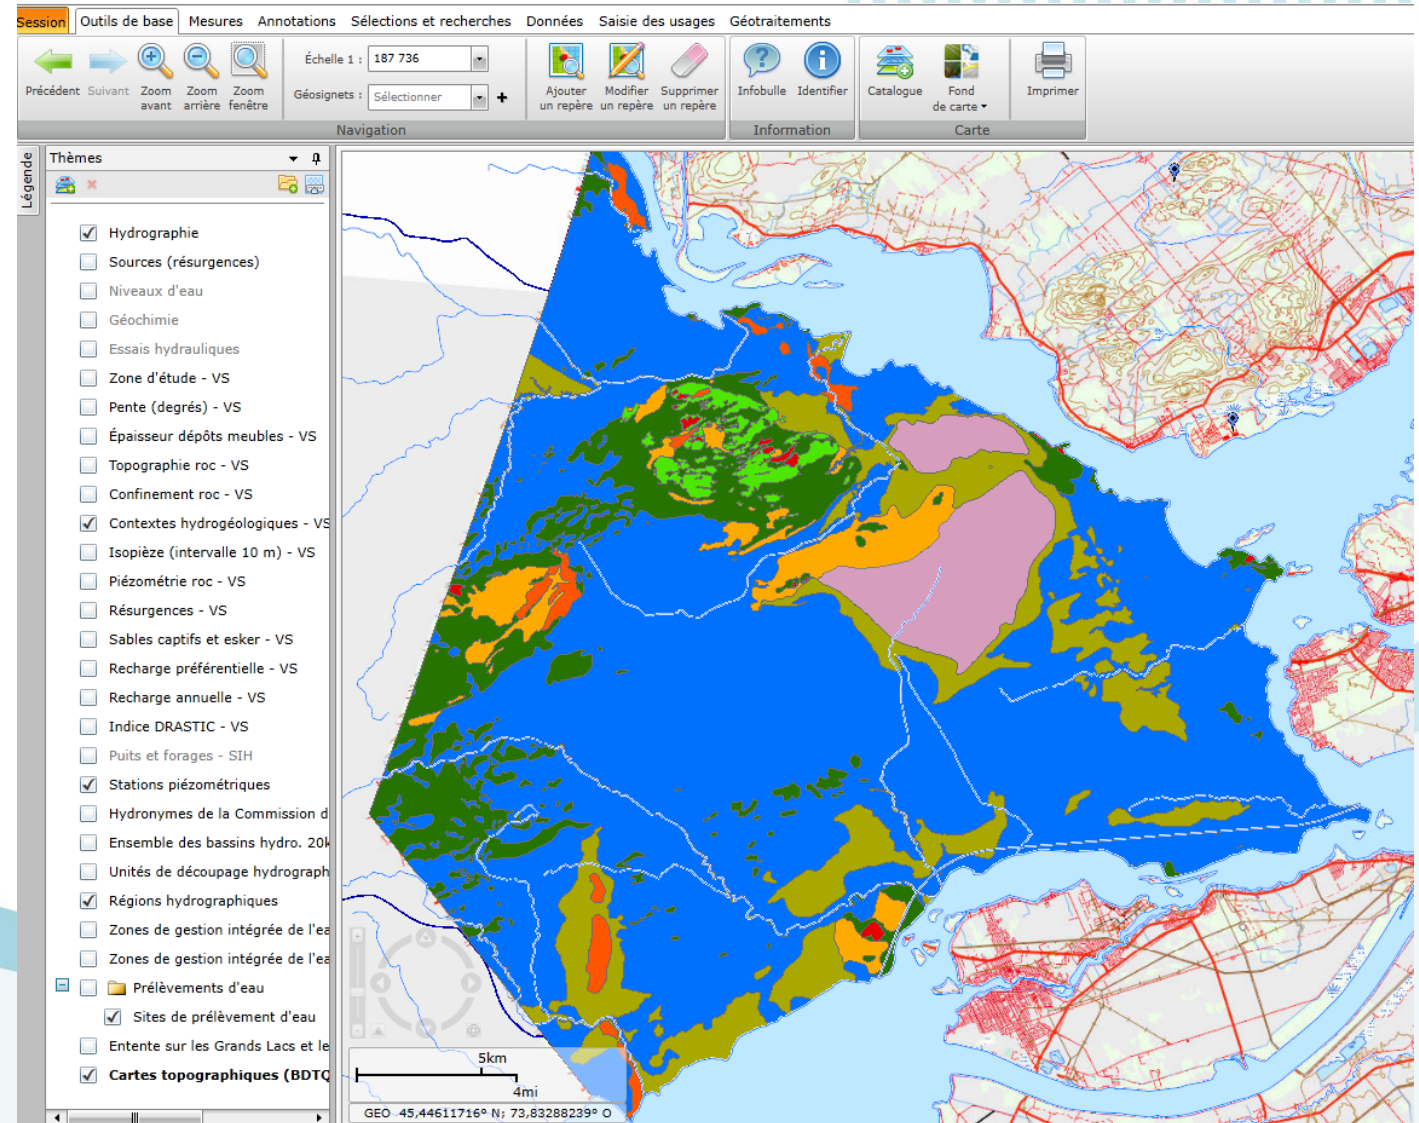 Session Outils de base Mesures Annotations Sélections et recherches Données Saisie des usages Géotraitements
Échelle 1 : 187 736
Géosignets : Sélectionner
Précédent Suivant Zoom avant Zoom arrière Zoom fenêtre
Ajouter un repère Modifier un repère Supprimer un repère
Infobulle Identifier
Catalogue Fond de carte
Imprimer
Navigation Information Carte
Légende
Thèmes
Hydrographie
Sources (résurgences)
Niveaux d'eau
Géochimie
Essais hydrauliques
Zone d'étude - VS
Pente (degrés) - VS
Épaisseur dépôts meubles - VS
Topographie roc - VS
Confinement roc - VS
Contextes hydrogéologiques - VS
Isopièze (intervalle 10 m) - VS
Piézométrie roc - VS
Résurgences - VS
Sables captifs et esker - VS
Recharge préférentielle - VS
Recharge annuelle - VS
Indice DRASTIC - VS
Puits et forages - SIH
Stations piézométriques
Hydronymes de la Commission d
Ensemble des bassins hydro. 20k
Unités de découpage hydrograph
Régions hydrographiques
Zones de gestion intégrée de l'ea
Zones de gestion intégrée de l'ea
Prélèvements d'eau
Sites de prélèvement d'eau
Entente sur les Grands Lacs et le
Cartes topographiques (BDTQ
5km
4mi
GEO 45,44611716° N; 73,83288239° O